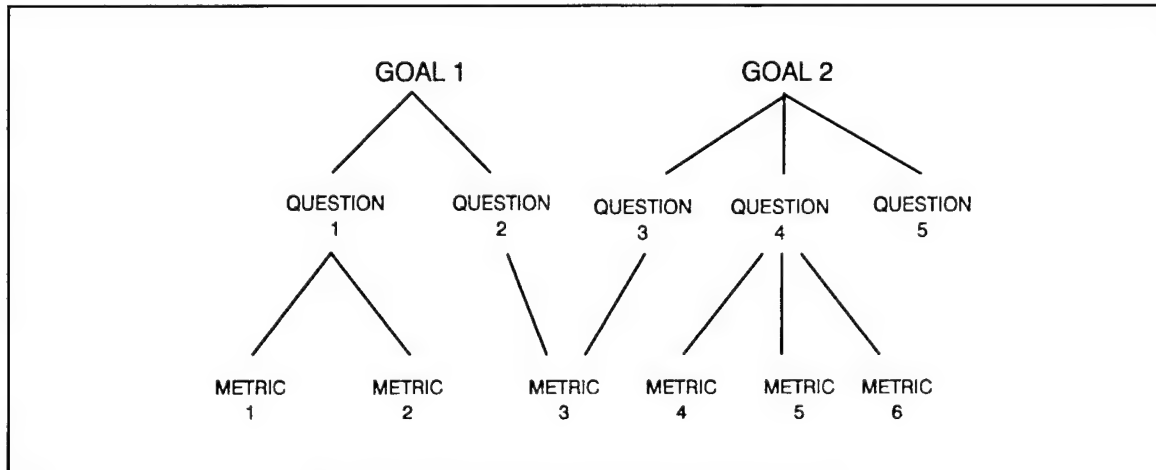 GOAL 1 GOAL 2
QUESTION QUESTION QUESTION QUESTION QUESTION
1 2 3 4 5
METRIC METRIC METRIC METRIC METRIC METRIC
1 2 3 4 5 6